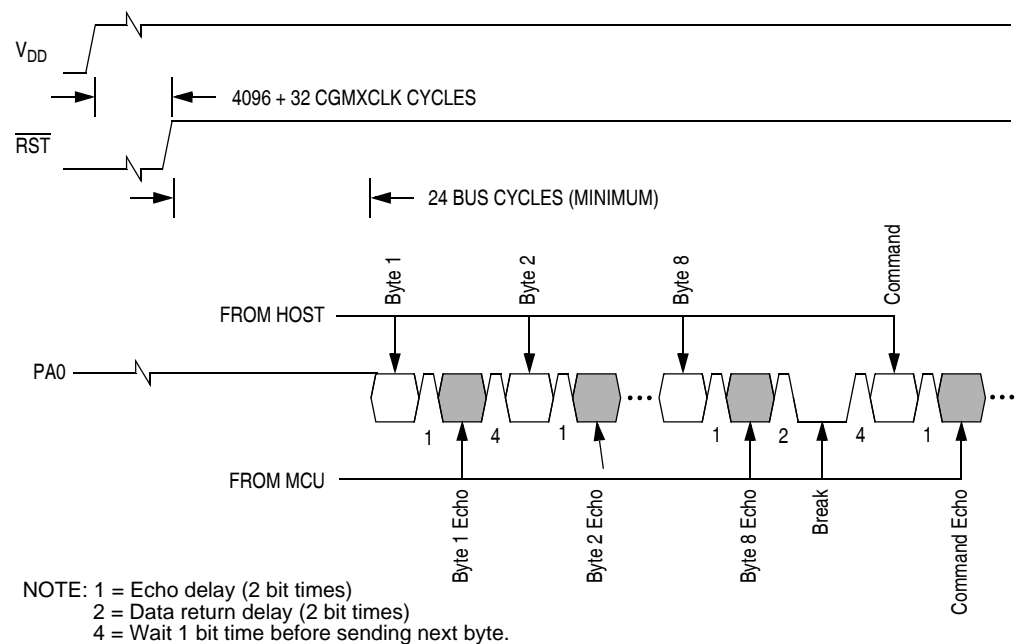 VDD
4096 + 32 CGMXCLK CYCLES
RST
24 BUS CYCLES (MINIMUM)
Byte 1
Byte 2
Byte 8
Command
FROM HOST
PA0
1
4
1
1
2
4
1
FROM MCU
Byte 1 Echo
Byte 2 Echo
Byte 8 Echo
Break
Command Echo
NOTE: 1 = Echo delay (2 bit times)
2 = Data return delay (2 bit times)
4 = Wait 1 bit time before sending next byte.